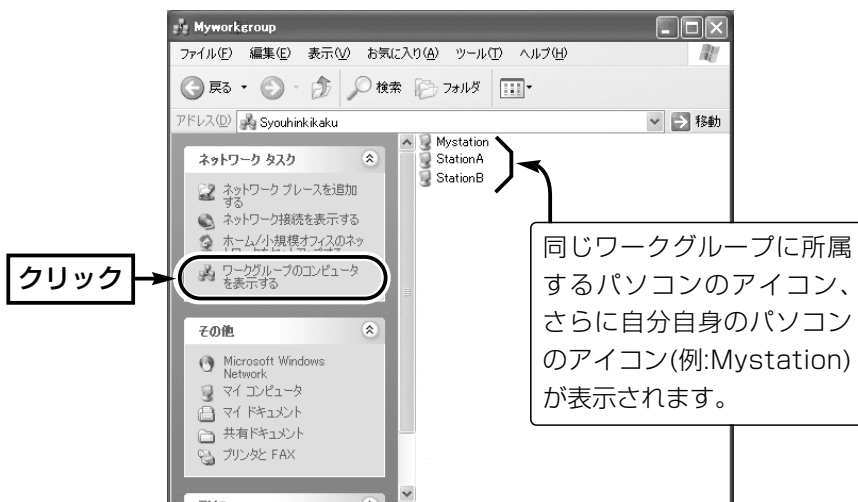 Myworkgroup
ファイル(F) 編集(E) 表示(V) お気に入り(A) ツール(T) ヘルプ(H)
戻る 検索 フォルダ
アドレス(D) Syouhinkikaku 移動
ネットワーク タスク
ネットワーク プレースを追加
する
ネットワーク接続を表示する
ホーム/小規模オフィスのネッ
ワークグループのコンピュータ
を表示する
クリック
その他
Microsoft Windows
Network
マイ コンピュータ
マイ ドキュメント
共有ドキュメント
プリンタと FAX
Mystation
StationA
StationB
同じワークグループに所属
するパソコンのアイコン、
さらに自分自身のパソコン
のアイコン(例:Mystation)
が表示されます。